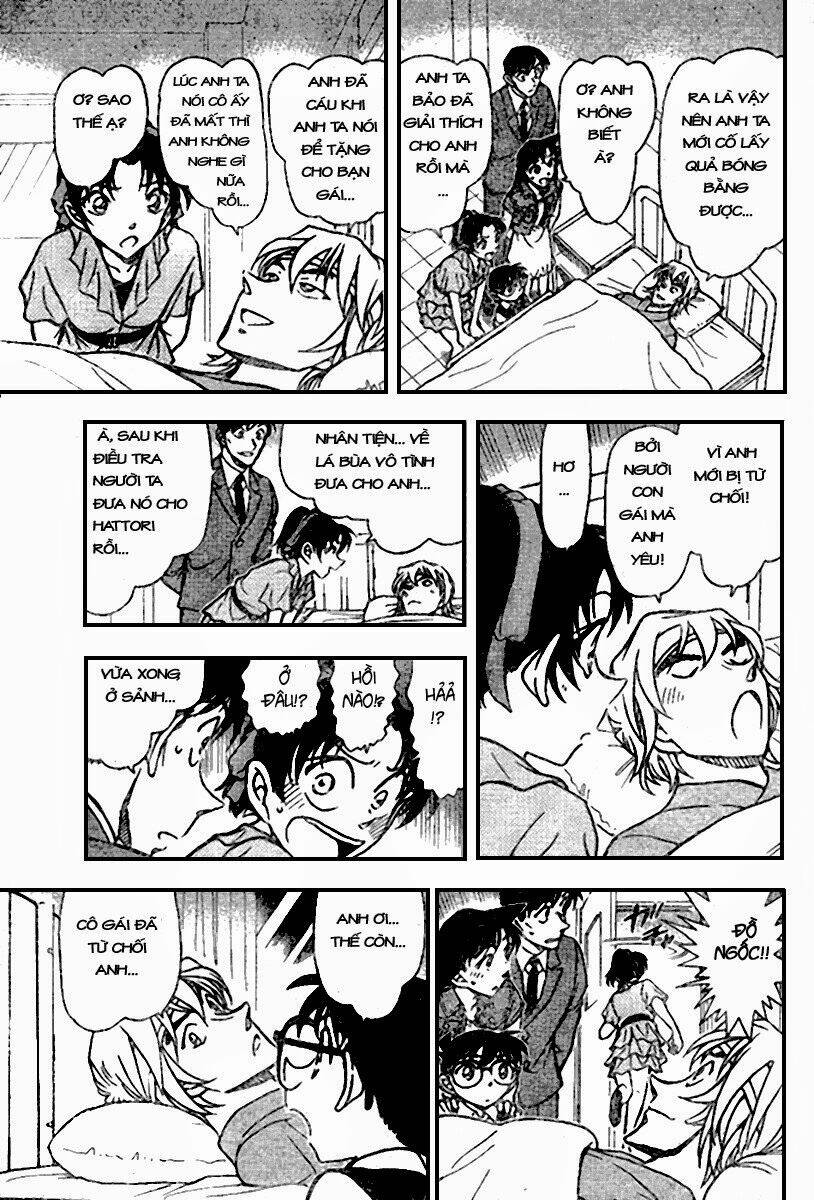 RA LÀ VẬY
NÊN ANH TA
MỚI CỐ LẤY
QUẢ BÓNG
BẰNG
ĐƯỢC...
Ơ? ANH
KHÔNG
BIẾT
À?
ANH TA
BẢO ĐÃ
GIẢI THÍCH
CHO ANH
RỒI MÀ
...
ANH ĐÃ
CÁU KHI
ANH TA NÓI
ĐỂ TẶNG
CHO BẠN
GÁI...
LÚC ANH TA
NÓI CÔ ẤY
ĐÃ MẤT THÌ
ANH KHÔNG
NGHE GÌ
NỮA
RỒI...
Ơ? SAO
THẾ Ạ?
VÌ ANH
MỚI BỊ TỪ
CHỐI!
BỞI
NGƯỜI
CON
GÁI MÀ
ANH
YÊU!
HƠ
...
NHÂN TIỆN... VỀ
LÁ BÙA VÔ TÌNH
ĐƯA CHO ANH...
À, SAU KHI
ĐIỀU TRA
NGƯỜI TA
ĐƯA NÓ CHO
HATTORI
RỒI...
HẢẢ
!?
HỒI
NÀO!?
Ở
ĐÂU!?
VỪA XONG
Ở SẢNH...
ĐỒ
NGỐC!!
ANH ƠI...
THẾ CÒN...
CÔ GÁI ĐÃ
TỪ CHỐI
ANH...